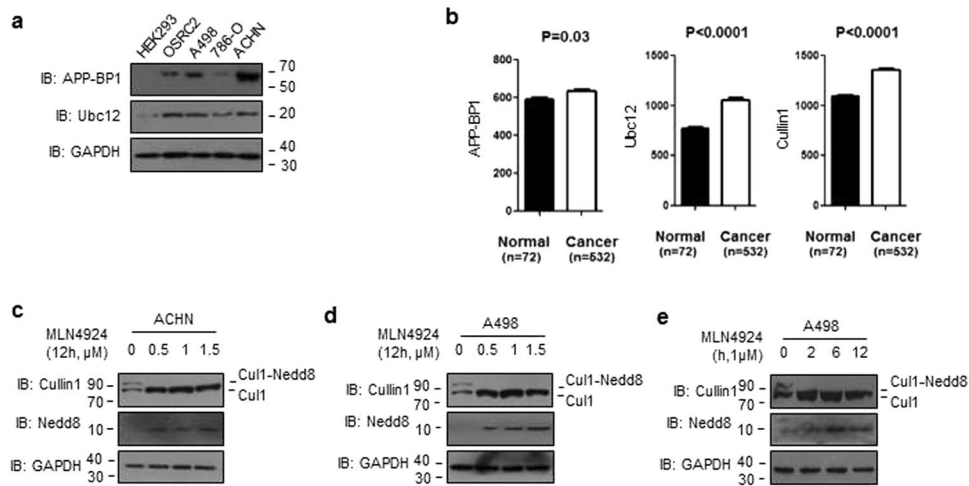 a
HEK293 OSRC2 A498 786-O ACHN
IB: APP-BP1
70
50
IB: Ubc12
20
IB: GAPDH
40
30
b
P=0.03
APP-BP1
800
600
400
200
0
Normal Cancer
(n=72) (n=532)
P<0.0001
Ubc12
1500
1000
500
0
Normal Cancer
(n=72) (n=532)
P<0.0001
Cullin1
1500
1000
500
0
Normal Cancer
(n=72) (n=532)
c
ACHN
MLN4924
(12h, μM) 0 0.5 1 1.5
IB: Cullin1 90
70
Cul1-Nedd8
Cul1
IB: Nedd8 10
IB: GAPDH 40
30
d
A498
MLN4924
(12h, μM) 0 0.5 1 1.5
IB: Cullin1 90
70
Cul1-Nedd8
Cul1
IB: Nedd8 10
IB: GAPDH 40
30
e
A498
MLN4924
(h,1μM) 0 2 6 12
IB: Cullin1 90
70
Cul1-Nedd8
Cul1
IB: Nedd8 10
IB: GAPDH 40
30